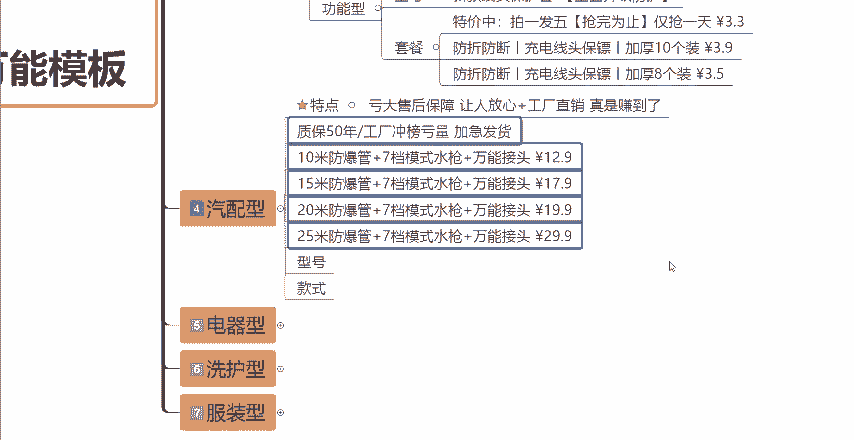 功能型
特价中：拍一发五【抢完为止】仅抢一天 ¥3.3
套餐
防折防断丨充电线头保镖丨加厚10个装 ¥3.9
防折防断丨充电线头保镖丨加厚8个装 ¥3.5
能模板
★特点
亏大售后保障 让人放心+工厂直销 真是赚到了
质保50年/工厂冲榜亏量 加急发货
10米防爆管+7档模式水枪+万能接头 ¥12.9
15米防爆管+7档模式水枪+万能接头 ¥17.9
4 汽配型
20米防爆管+7档模式水枪+万能接头 ¥19.9
25米防爆管+7档模式水枪+万能接头 ¥29.9
型号
款式
5 电器型
6 洗护型
7 服装型